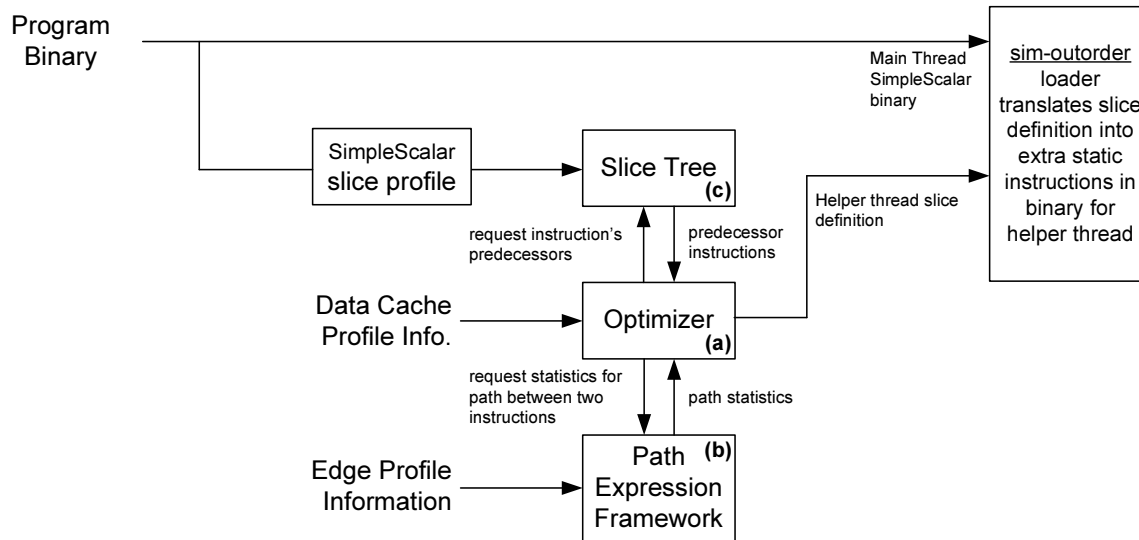 Program
Binary
Main Thread
SimpleScalar
binary
sim-outorder
loader
translates slice
definition into
extra static
instructions in
binary for
helper thread
SimpleScalar
slice profile
Slice Tree
(c)
Helper thread slice
definition
request instruction's
predecessors
predecessor
instructions
Data Cache
Profile Info.
Optimizer
(a)
request statistics for
path between two
instructions
path statistics
Edge Profile
Information
(b)
Path
Expression
Framework